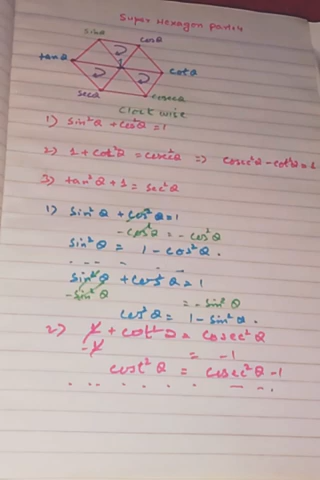 Super Hexagon part-4
sinθ cosθ
tanθ 1 cotθ
secθ cosecθ
Clock wise
1) sin²θ + cos²θ = 1
2) 1 + cot²θ = cosec²θ ⇒ cosec²θ - cot²θ = 1
3) tan²θ + 1 = sec²θ
1) sin²θ + cos²θ = 1
- cos²θ = - cos²θ
sin²θ = 1 - cos²θ.
sin²θ + cos²θ = 1
- sin²θ = - sin²θ
cos²θ = 1 - sin²θ.
2) 1 + cot²θ = cosec²θ
-1 = -1
cot²θ = cosec²θ - 1